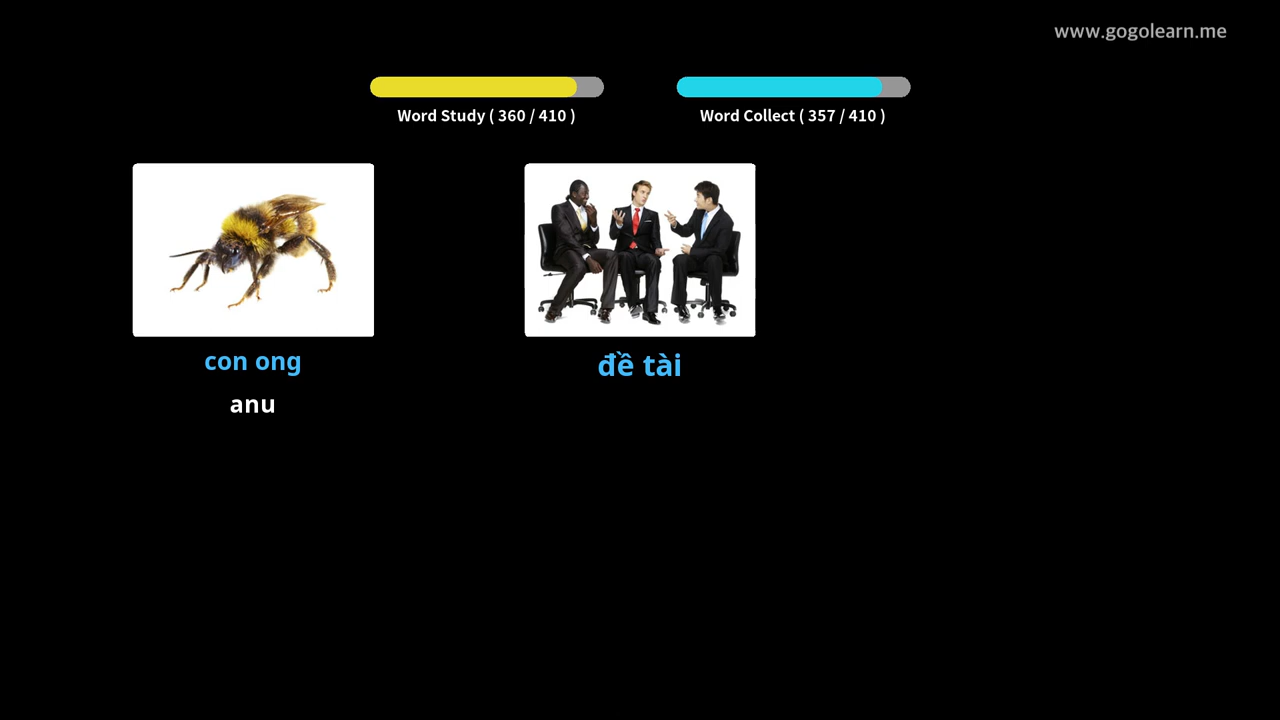 www.gogolearn.me
Word Study ( 360 / 410 )
Word Collect ( 357 / 410 )
con ong
anu
đề tài